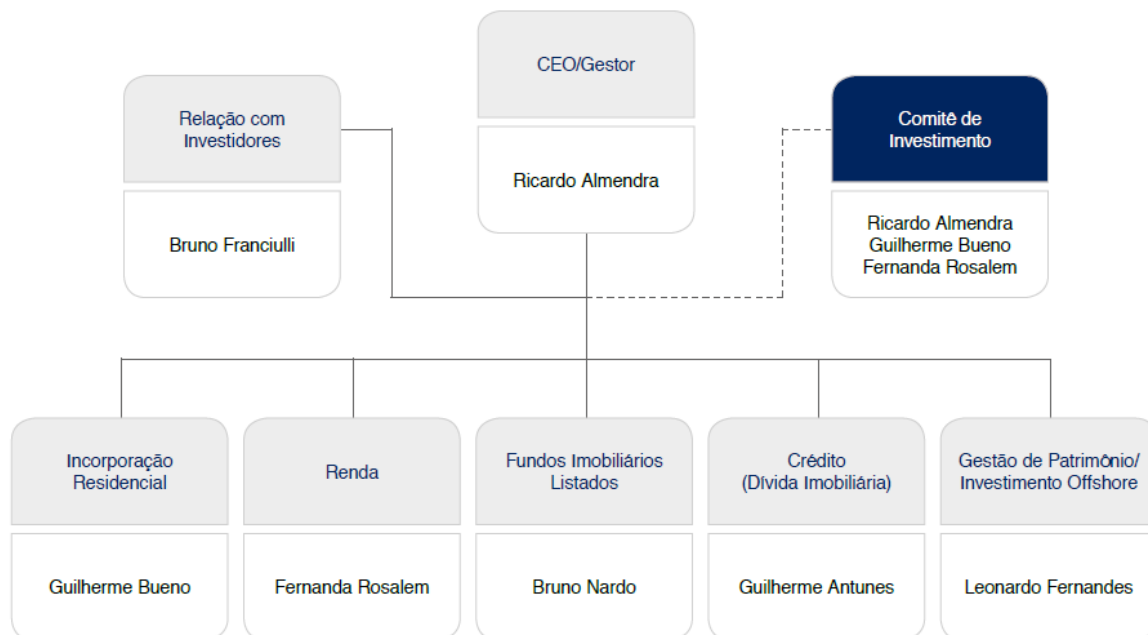 CEO/Gestor
Ricardo Almendra
Relação com
Investidores
Bruno Franciulli
Comitê de
Investimento
Ricardo Almendra
Guilherme Bueno
Fernanda Rosalem
Incorporação
Residencial
Guilherme Bueno
Renda
Fernanda Rosalem
Fundos Imobiliários
Listados
Bruno Nardo
Crédito
(Dívida Imobiliária)
Guilherme Antunes
Gestão de Patrimônio/
Investimento Offshore
Leonardo Fernandes